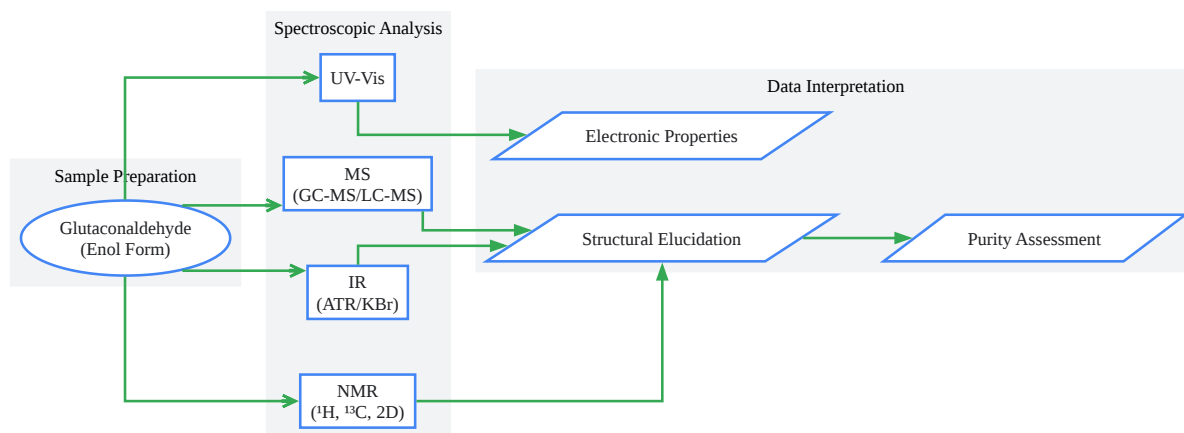 Spectroscopic Analysis
UV-Vis
Data Interpretation
Electronic Properties
Sample Preparation
MS
(GC-MS/LC-MS)
Glutaconaldehyde
(Enol Form)
Structural Elucidation
Purity Assessment
IR
(ATR/KBr)
NMR
(¹H, ¹³C, 2D)